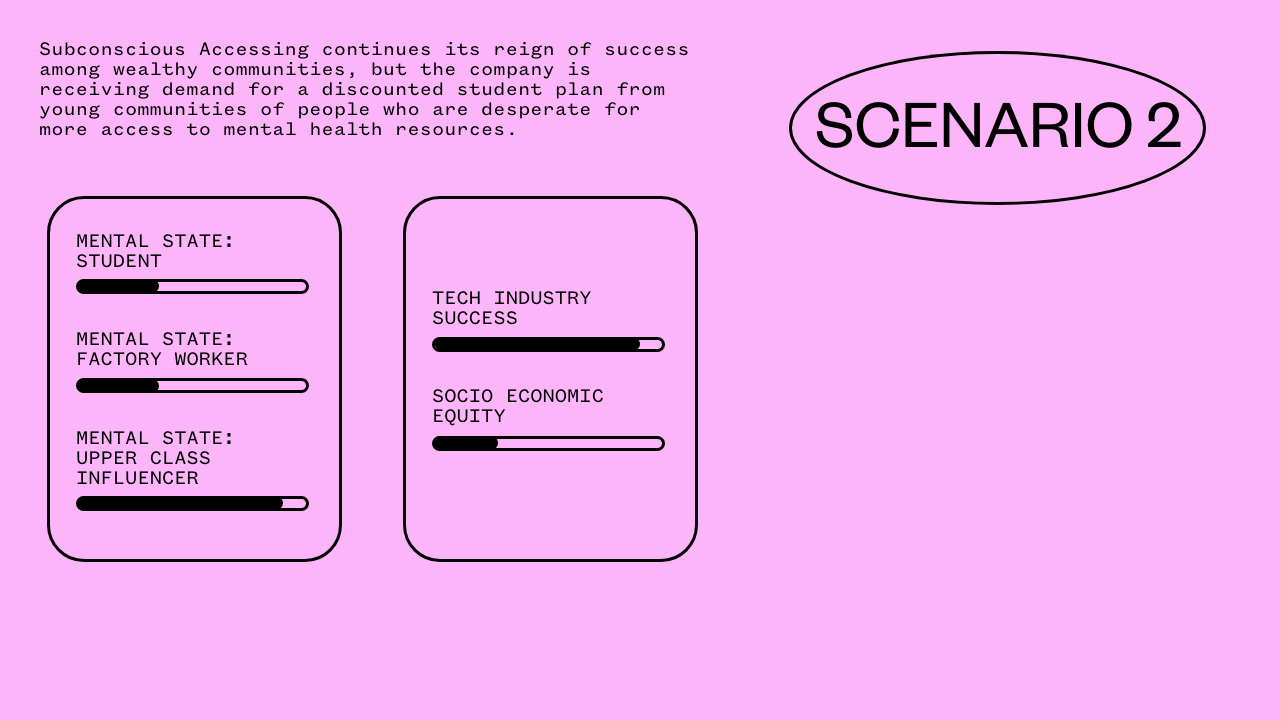 Subconscious Accessing continues its reign of success
among wealthy communities, but the company is
receiving demand for a discounted student plan from
young communities of people who are desperate for
more access to mental health resources.
SCENARIO 2
MENTAL STATE:
STUDENT
MENTAL STATE:
FACTORY WORKER
MENTAL STATE:
UPPER CLASS
INFLUENCER
TECH INDUSTRY
SUCCESS
SOCIO ECONOMIC
EQUITY